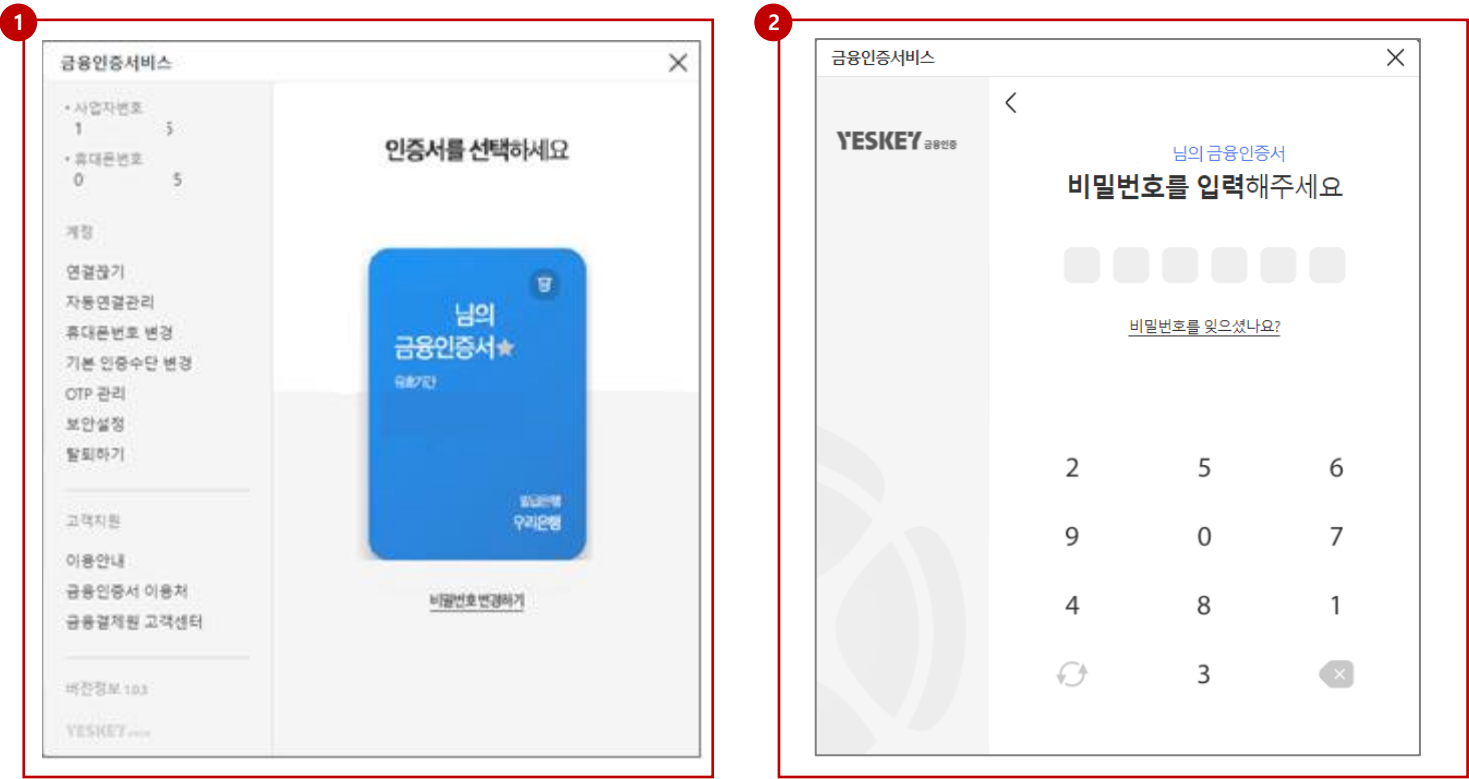 1
금융인증서비스
• 사업자번호
1 5
• 휴대폰번호
0 5
계정
연결끊기
자동연결관리
휴대폰번호 변경
기본 인증수단 변경
OTP 관리
보안설정
탈퇴하기
고객지원
이용안내
금융인증서 이용처
금융결제원 고객센터
버전정보 1.0.3
YESKEY
인증서를 선택하세요
님의
금융인증서★
유효기간
발급은행
우리은행
비밀번호 변경하기
2
금융인증서비스
YESKEY 금융인증
님의 금융인증서
비밀번호를 입력해주세요
비밀번호를 잊으셨나요?
2 5 6
9 0 7
4 8 1
3